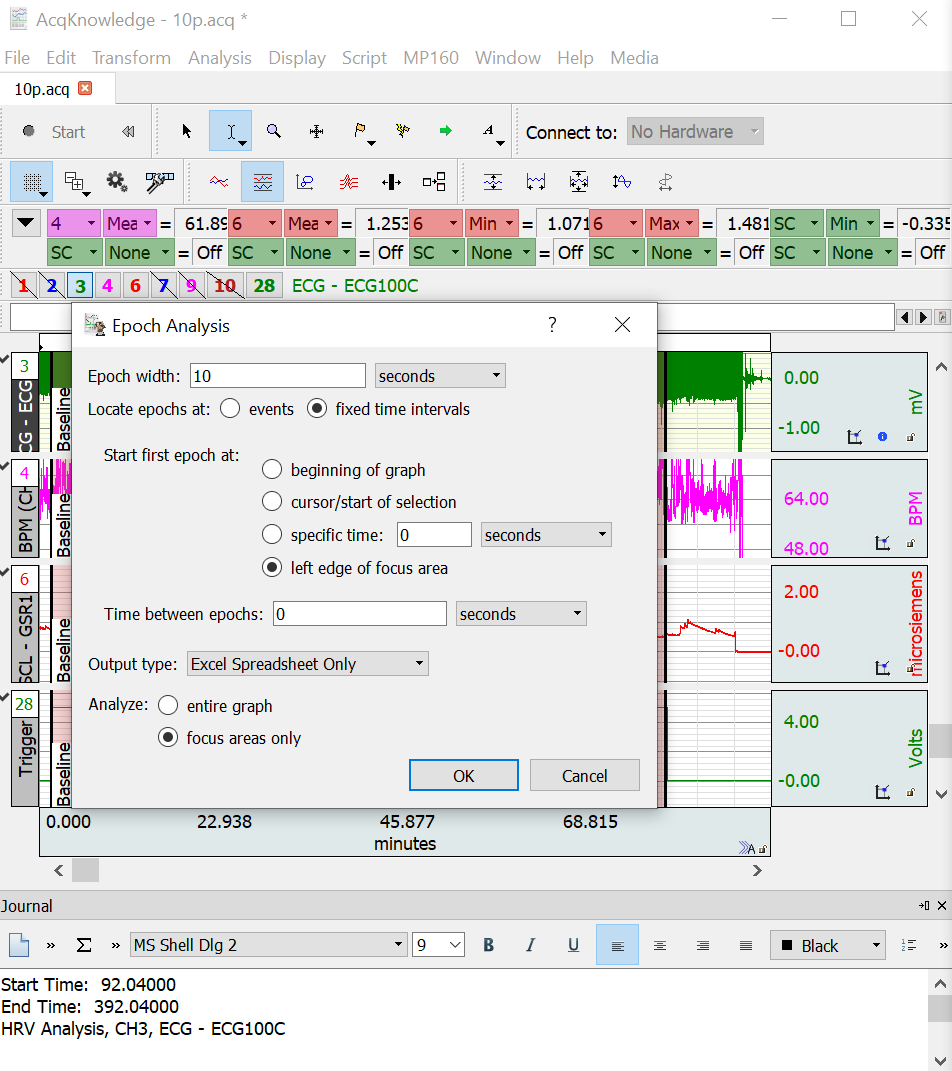 AcqKnowledge - 10p.acq *
File Edit Transform Analysis Display Script MP160 Window Help Media
10p.acq
Start Connect to: No Hardware
4 Mea = 61.89 6 Mea = 1.253 6 Min = 1.071 6 Max = 1.481 SC Min = -0.335
SC None = Off SC None = Off SC None = Off SC None = Off SC None = Off
1 2 3 4 6 7 9 10 28 ECG - ECG100C
Epoch Analysis ?
Epoch width: 10 seconds
Locate epochs at: events fixed time intervals
Start first epoch at:
beginning of graph
cursor/start of selection
specific time: 0 seconds
left edge of focus area
Time between epochs: 0 seconds
Output type: Excel Spreadsheet Only
Analyze: entire graph
focus areas only
OK Cancel
3
CG - ECG
Baseline
0.00
-1.00
mV
4
BPM (CH
Baseline
64.00
48.00
BPM
6
SCL - GSR1
Baseline
2.00
-0.00
microsiemens
28
Trigger
Baseline
4.00
-0.00
Volts
0.000 22.938 45.877 68.815
minutes
A
Journal
» Σ » MS Shell Dlg 2 9 B I U Black »
Start Time: 92.04000
End Time: 392.04000
HRV Analysis, CH3, ECG - ECG100C